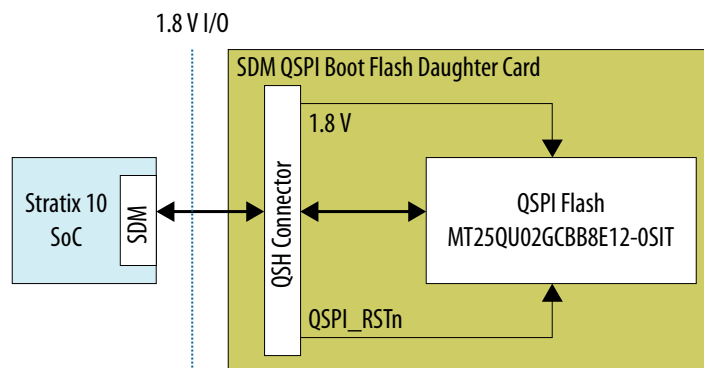 1.8 V I/O
SDM QSPI Boot Flash Daughter Card
1.8 V
Stratix 10
SoC
SDM
QSH Connector
QSPI Flash
MT25QU02GCBB8E12-0SIT
QSPI_RSTn